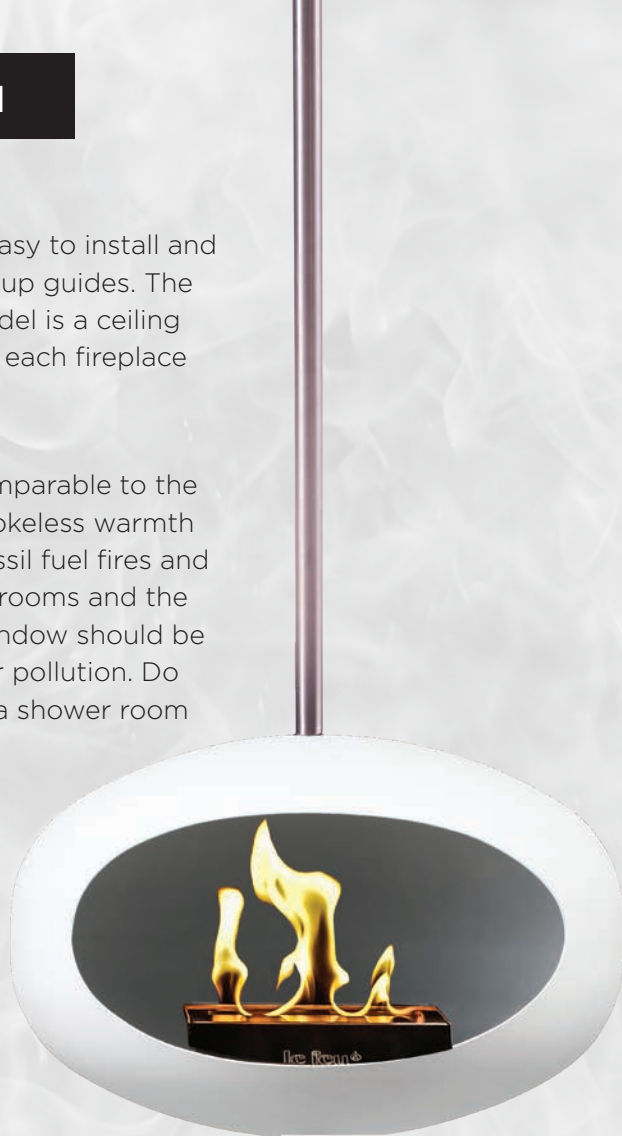 asy to install and
up guides. The
del is a ceiling
each fireplace
mparable to the
okeless warmth
ssil fuel fires and
rooms and the
ndow should be
r pollution. Do
a shower room
le feu